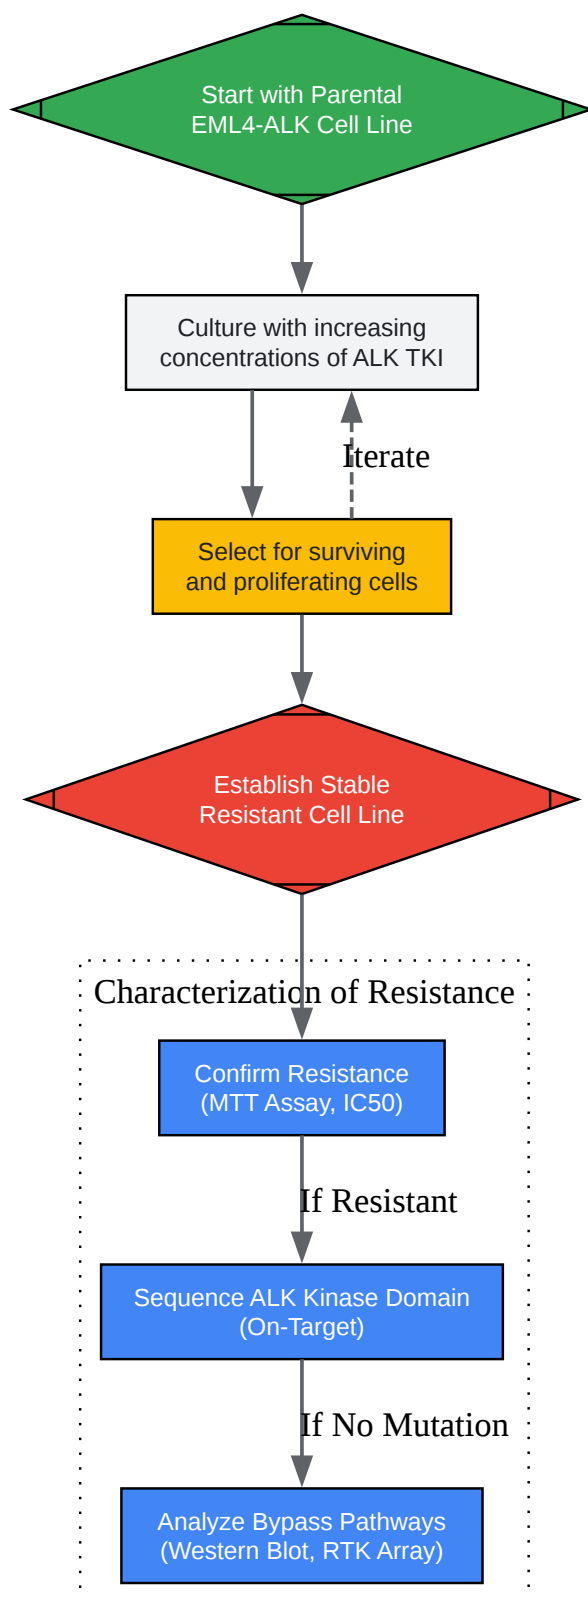 Start with Parental
EML4-ALK Cell Line
Culture with increasing
concentrations of ALK TKI
Iterate
Select for surviving
and proliferating cells
Establish Stable
Resistant Cell Line
Characterization of Resistance
Confirm Resistance
(MTT Assay, IC50)
If Resistant
Sequence ALK Kinase Domain
(On-Target)
If No Mutation
Analyze Bypass Pathways
(Western Blot, RTK Array)